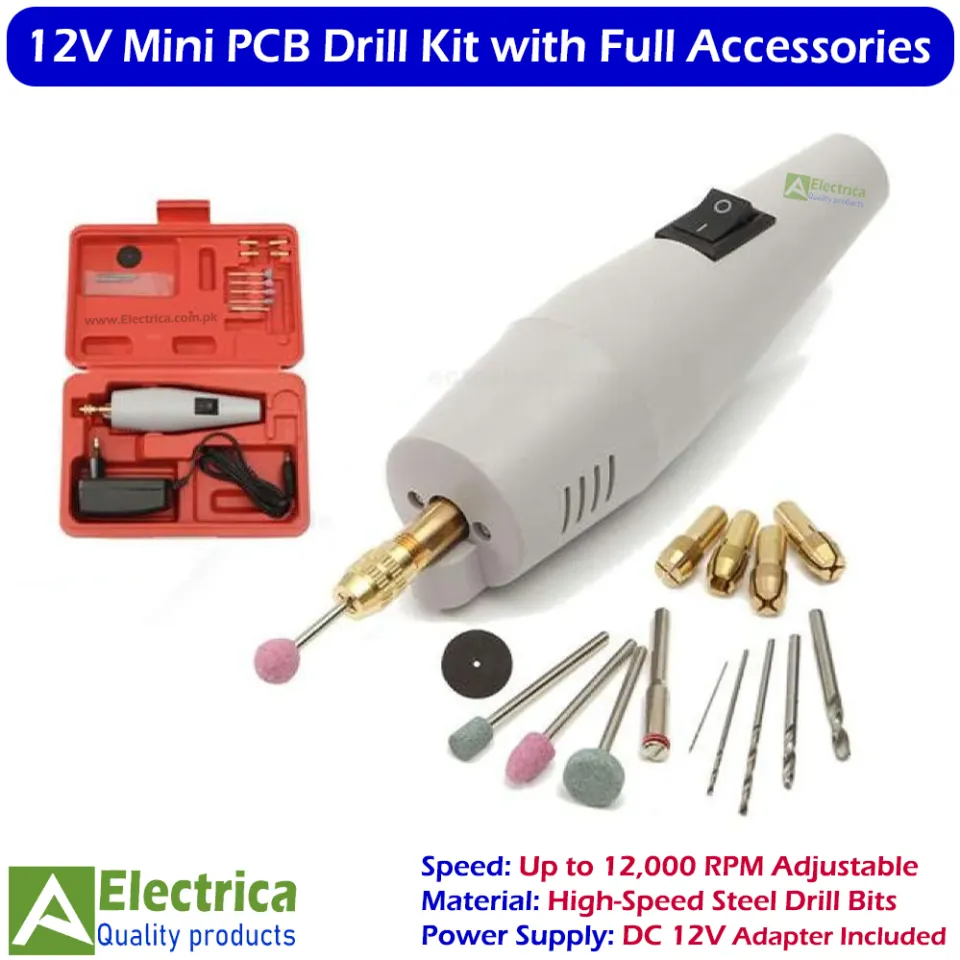 12V Mini PCB Drill Kit with Full Accessories
Electrica
Quality products
www.Electrica.com.pk
Electrica
Quality products
Speed: Up to 12,000 RPM Adjustable
Material: High-Speed Steel Drill Bits
Power Supply: DC 12V Adapter Included